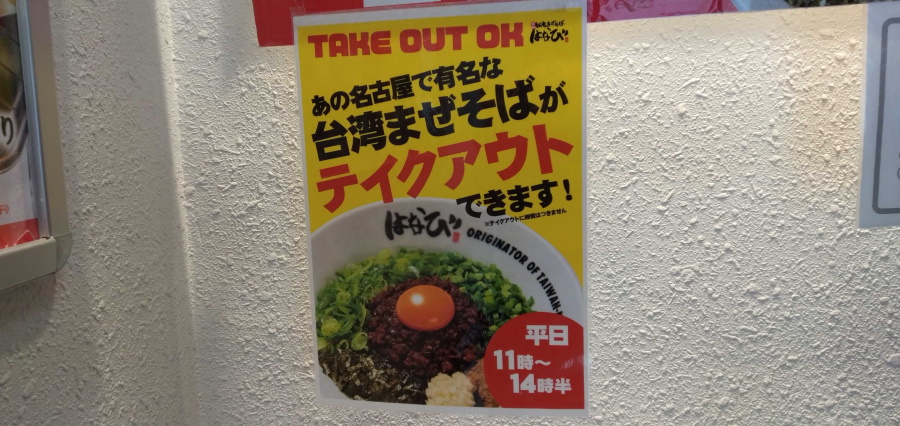 TAKE OUT OK
はなび
あの名古屋で有名な
台湾まぜそばが
テイクアウト
できます!
はなび
ORIGINATOR OF TAIWAN-
平日
11時～
14時半